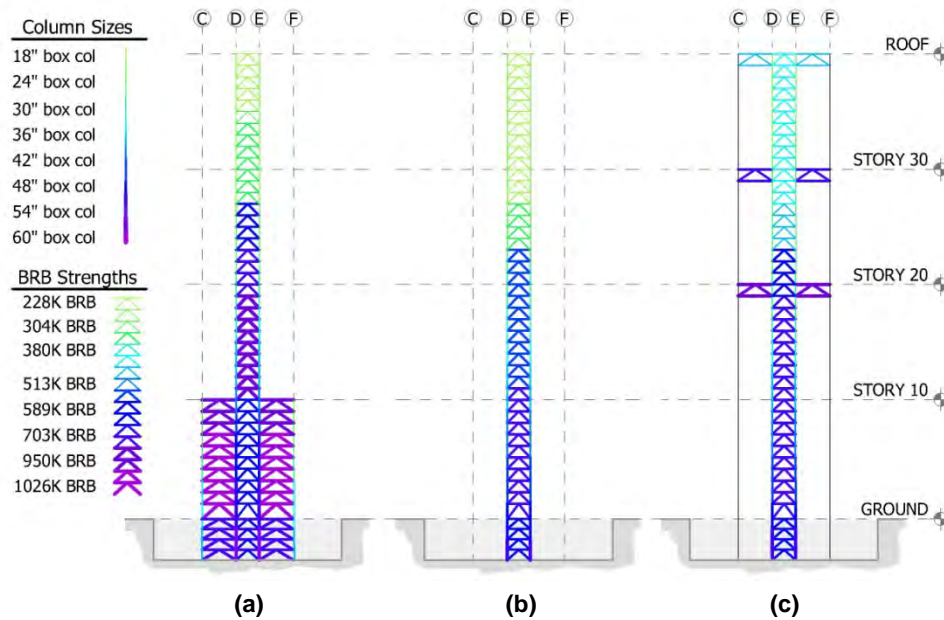 Column Sizes
18" box col
24" box col
30" box col
36" box col
42" box col
48" box col
54" box col
60" box col
BRB Strengths
228K BRB
304K BRB
380K BRB
513K BRB
589K BRB
703K BRB
950K BRB
1026K BRB
C D E F
C D E F
C D E F
ROOF
STORY 30
STORY 20
STORY 10
GROUND
(a) (b) (c)